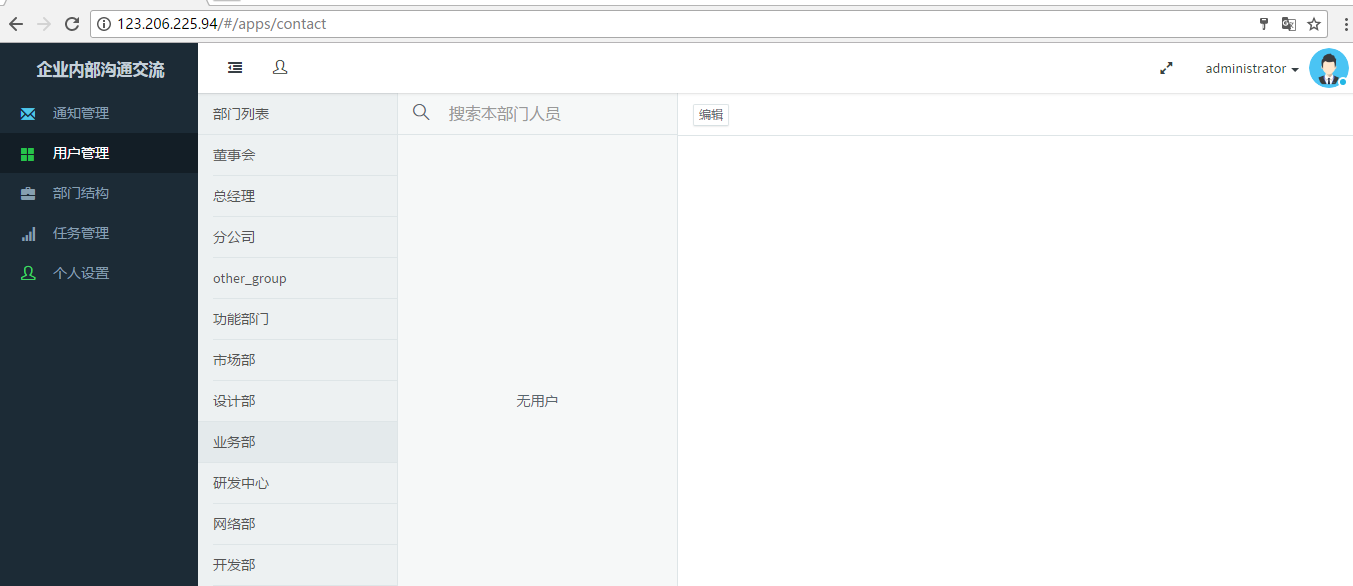 123.206.225.94/#/apps/contact
企业内部沟通交流
通知管理
用户管理
部门结构
任务管理
个人设置
administrator
部门列表
董事会
总经理
分公司
other_group
功能部门
市场部
设计部
业务部
研发中心
网络部
开发部
搜索本部门人员
无用户
编辑